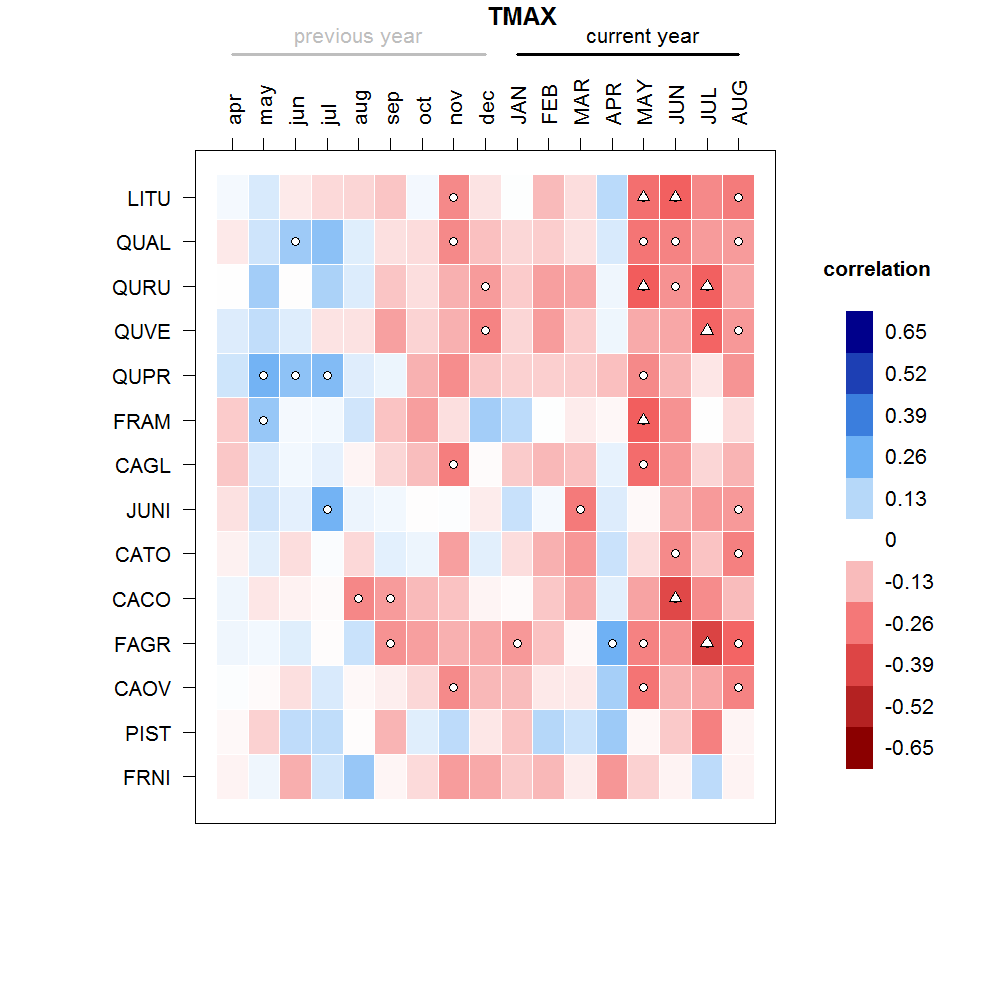 TMAX
previous year
current year
apr
may
jun
jul
aug
sep
oct
nov
dec
JAN
FEB
MAR
APR
MAY
JUN
JUL
AUG
LITU
QUAL
QURU
QUVE
QUPR
FRAM
CAGL
JUNI
CATO
CACO
FAGR
CAOV
PIST
FRNI
correlation
0.65
0.52
0.39
0.26
0.13
0
-0.13
-0.26
-0.39
-0.52
-0.65